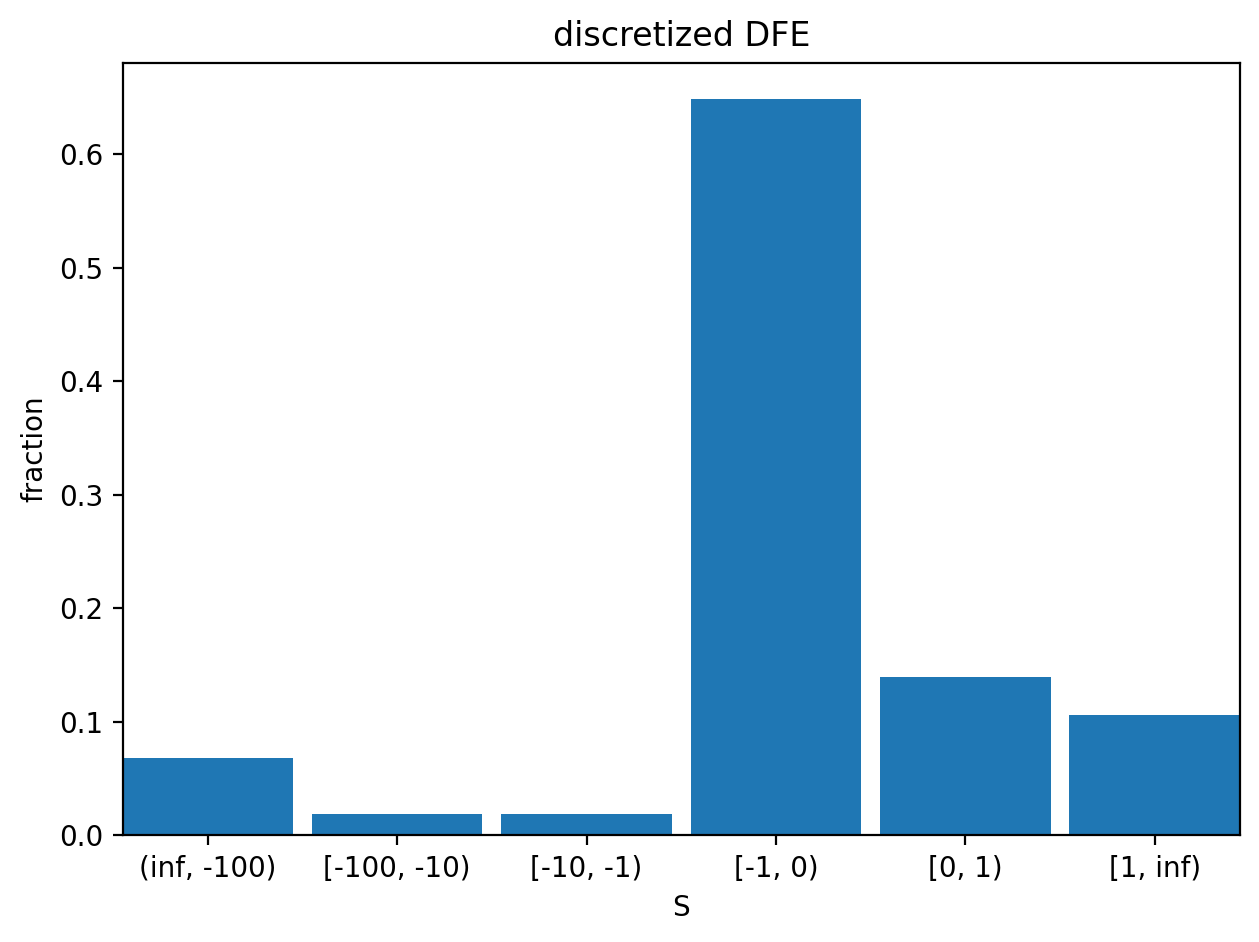 discretized DFE
fraction
0.6
0.5
0.4
0.3
0.2
0.1
0.0
(inf, -100) [-100, -10) [-10, -1) [-1, 0) [0, 1) [1, inf)
S